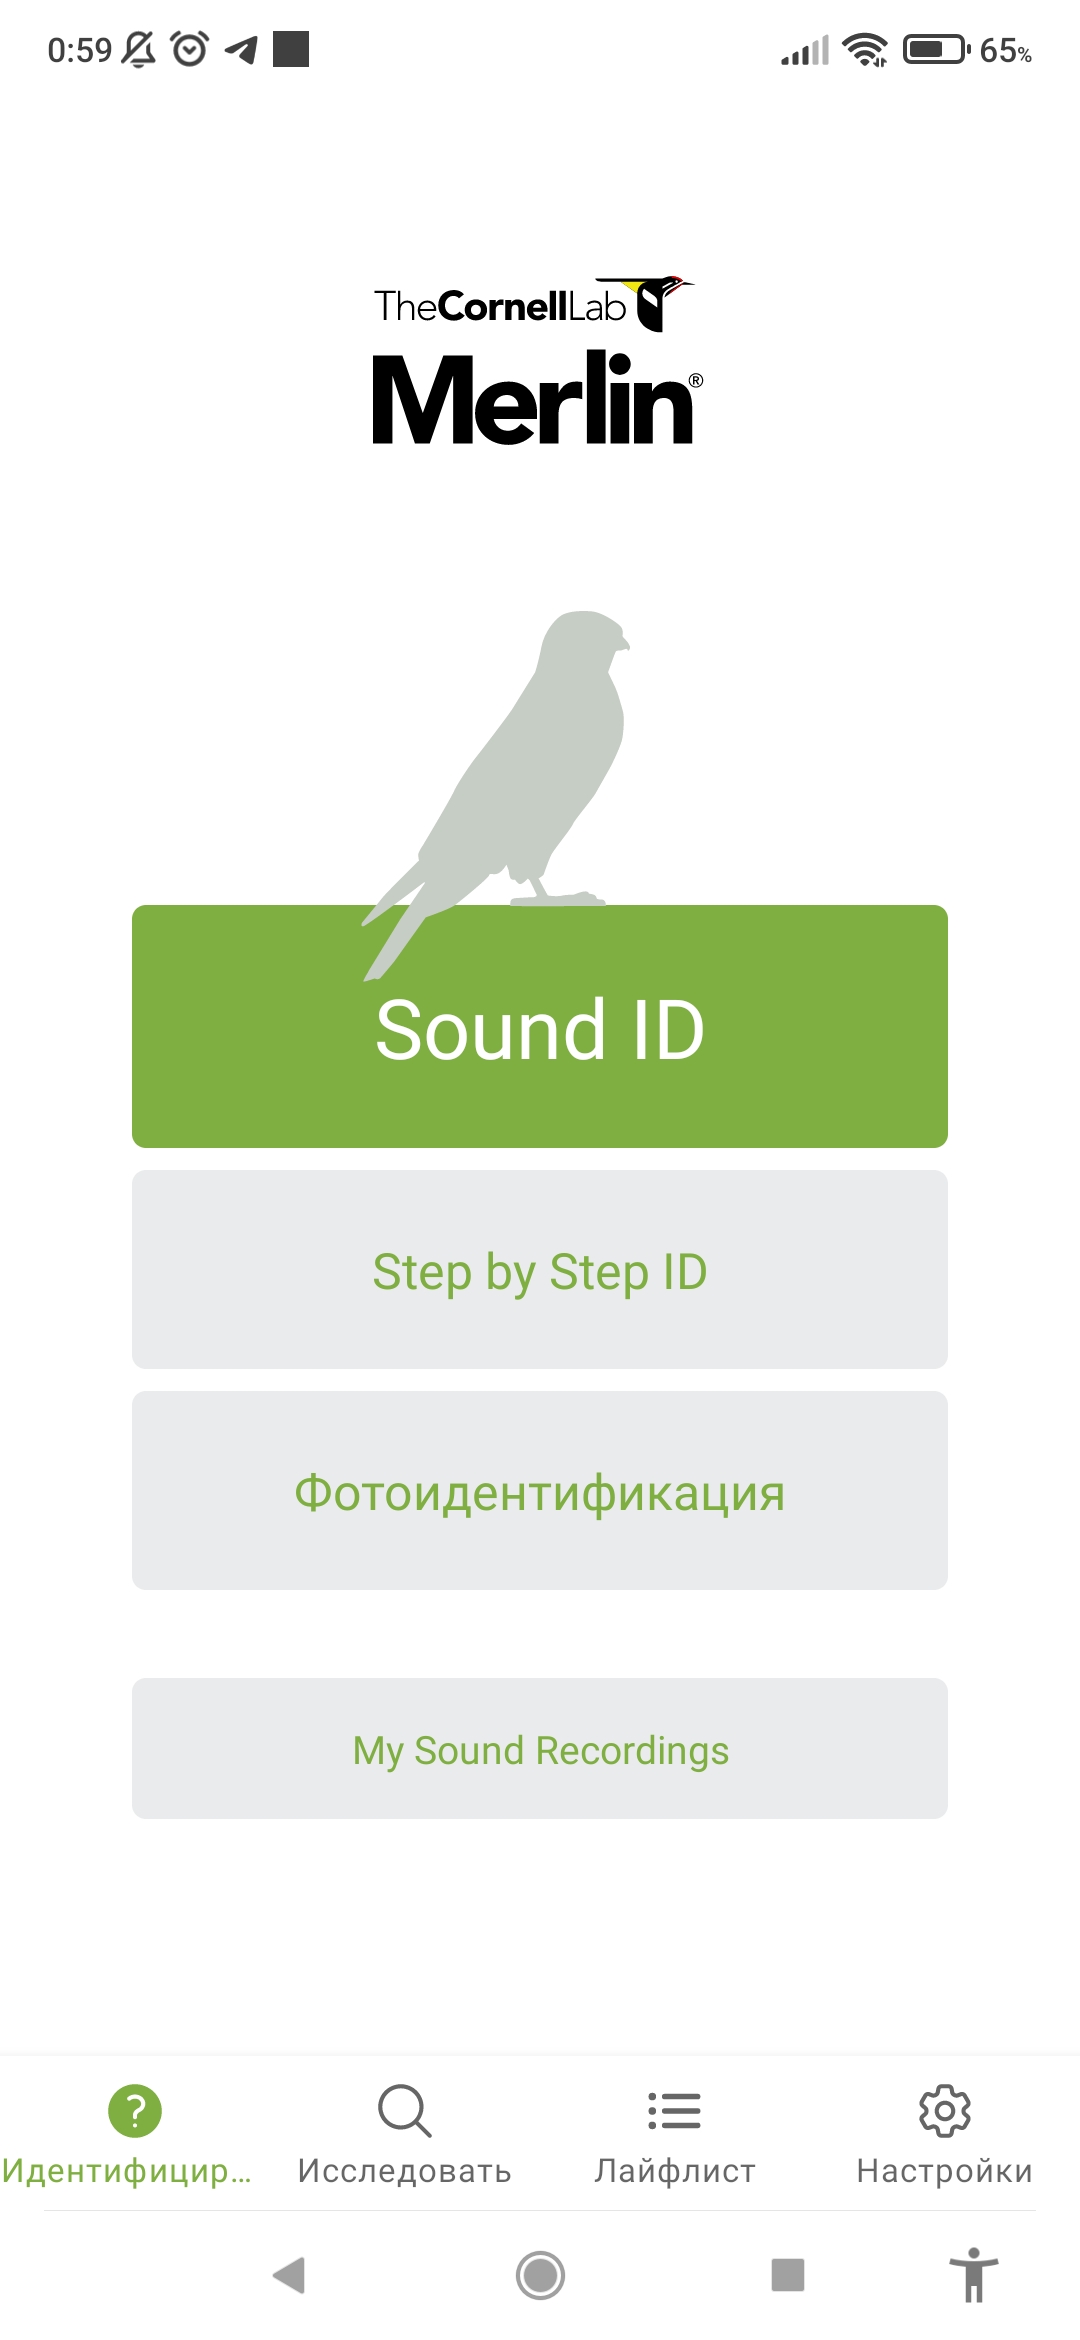 0:59 65%
TheCornellLab
Merlin®
Sound ID
Step by Step ID
Фотоидентификация
My Sound Recordings
Идентифицир... Исследовать Лайфлист Настройки